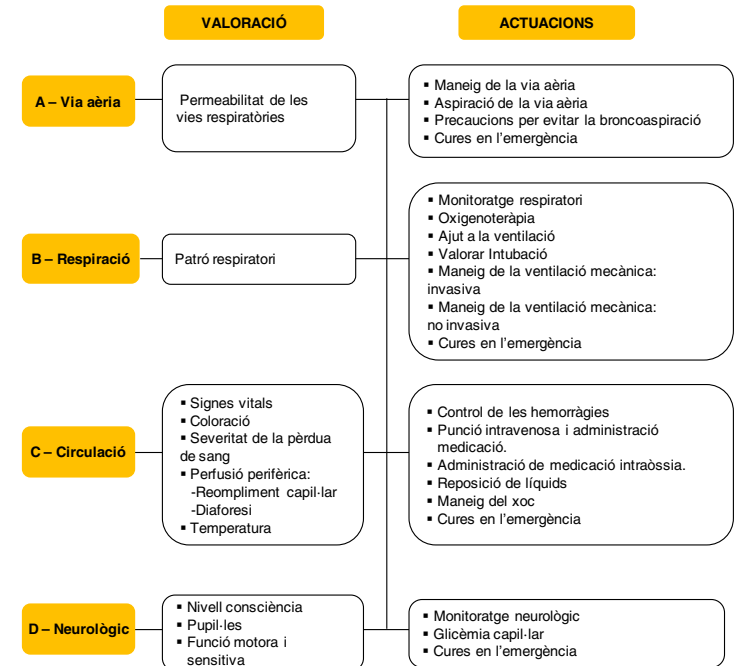 VALORACIÓ
ACTUACIONS
A – Via aèria
Permeabilitat de les
vies respiratòries
▪ Maneig de la via aèria
▪ Aspiració de la via aèria
▪ Precaucions per evitar la broncoaspiració
▪ Cures en l'emergència
B – Respiració
Patró respiratori
▪ Monitoratge respiratori
▪ Oxigenoteràpia
▪ Ajut a la ventilació
▪ Valorar Intubació
▪ Maneig de la ventilació mecànica:
invasiva
▪ Maneig de la ventilació mecànica:
no invasiva
▪ Cures en l'emergència
C – Circulació
▪ Signes vitals
▪ Coloració
▪ Severitat de la pèrdua
de sang
▪ Perfusió perifèrica:
-Reompliment capil·lar
-Diaforesi
▪ Temperatura
▪ Control de les hemorràgies
▪ Punció intravenosa i administració
medicació.
▪ Administració de medicació intraòssia.
▪ Reposició de líquids
▪ Maneig del xoc
▪ Cures en l'emergència
D – Neurològic
▪ Nivell consciència
▪ Pupil·les
▪ Funció motora i
sensitiva
▪ Monitoratge neurològic
▪ Glicèmia capil·lar
▪ Cures en l'emergència